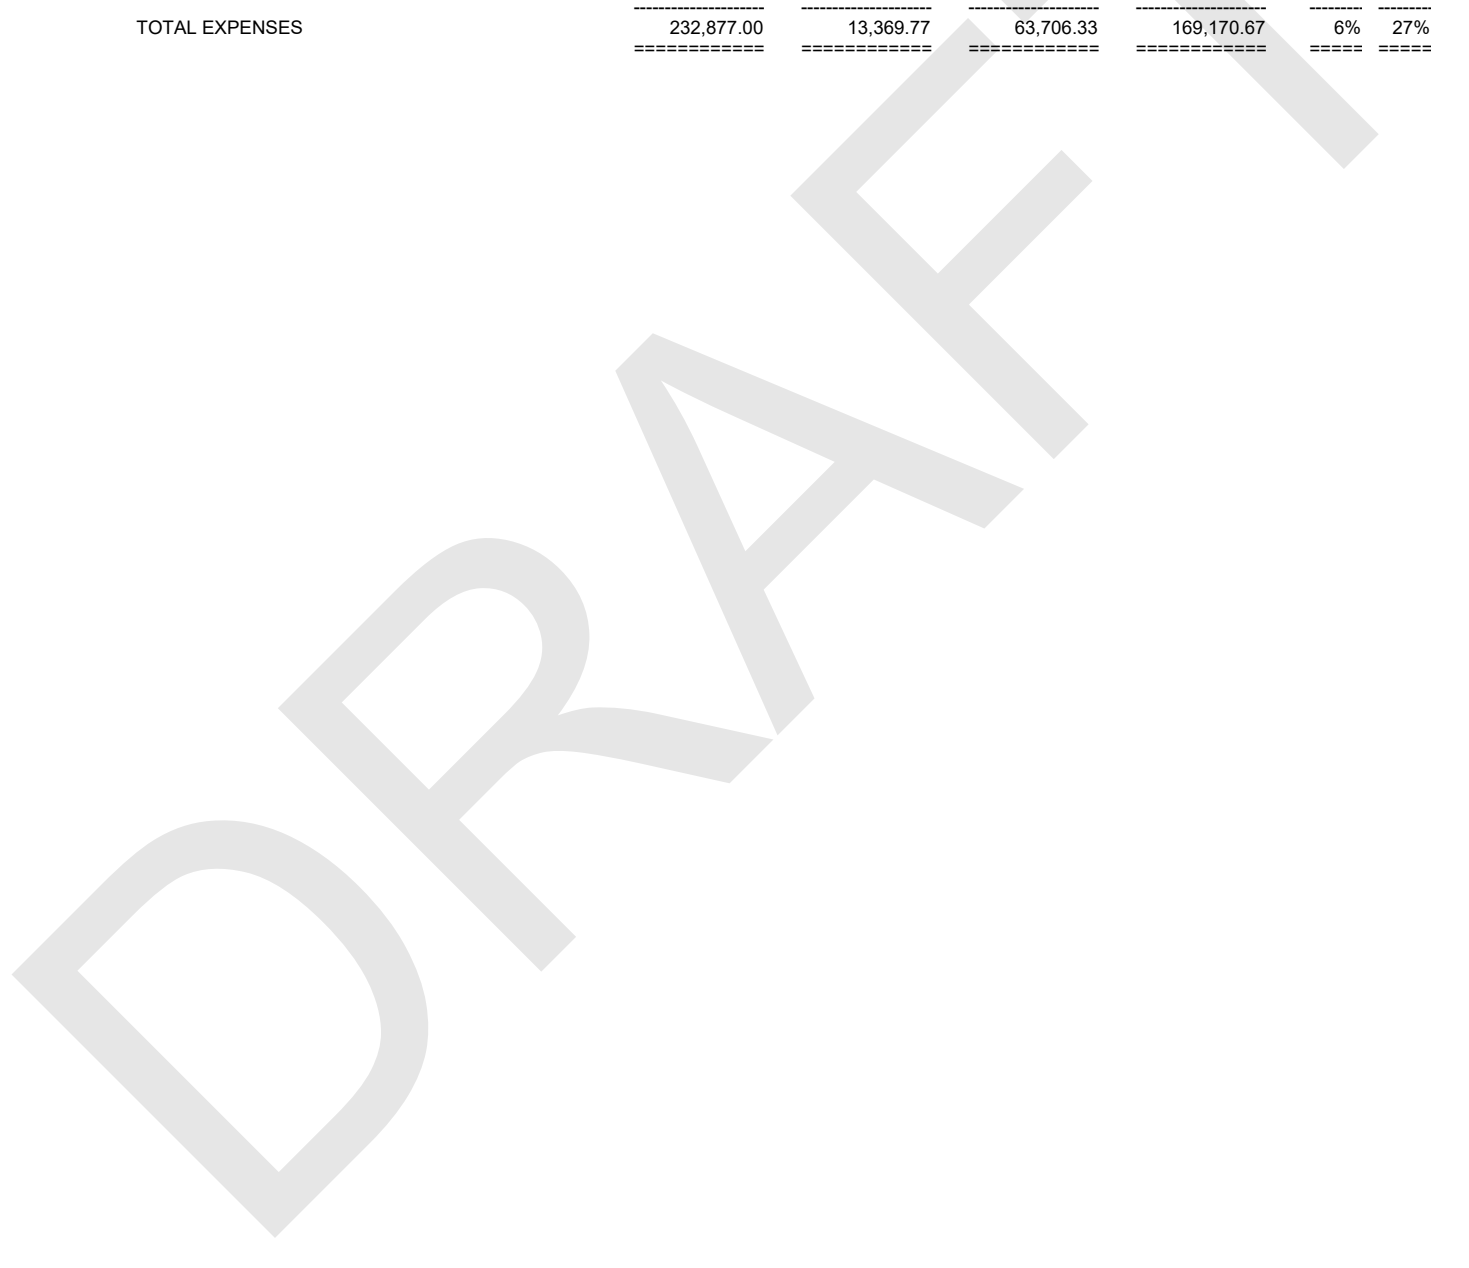 --------------------- --------------------- --------------------- --------------------- --------- ---------
TOTAL EXPENSES 232,877.00 13,369.77 63,706.33 169,170.67 6% 27%
============ ============ ============ ============ ===== =====
DRAFT